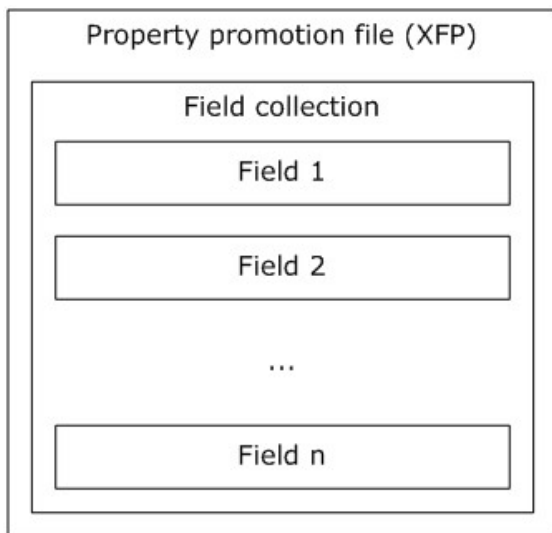 Property promotion file (XFP)
Field collection
Field 1
Field 2
...
Field n